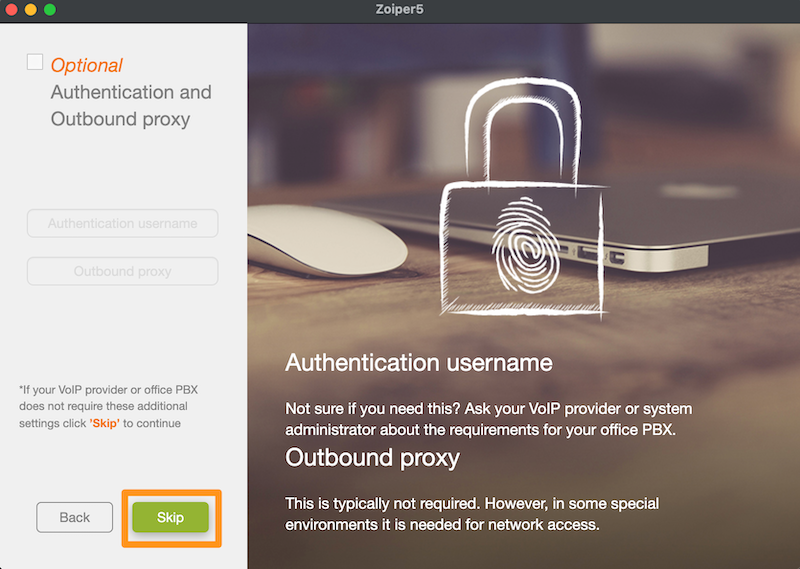 Zoiper5
Optional
Authentication and
Outbound proxy
Authentication username
Outbound proxy
*If your VoIP provider or office PBX
does not require these additional
settings click 'Skip' to continue
Back
Skip
Authentication username
Not sure if you need this? Ask your VoIP provider or system
administrator about the requirements for your office PBX.
Outbound proxy
This is typically not required. However, in some special
environments it is needed for network access.